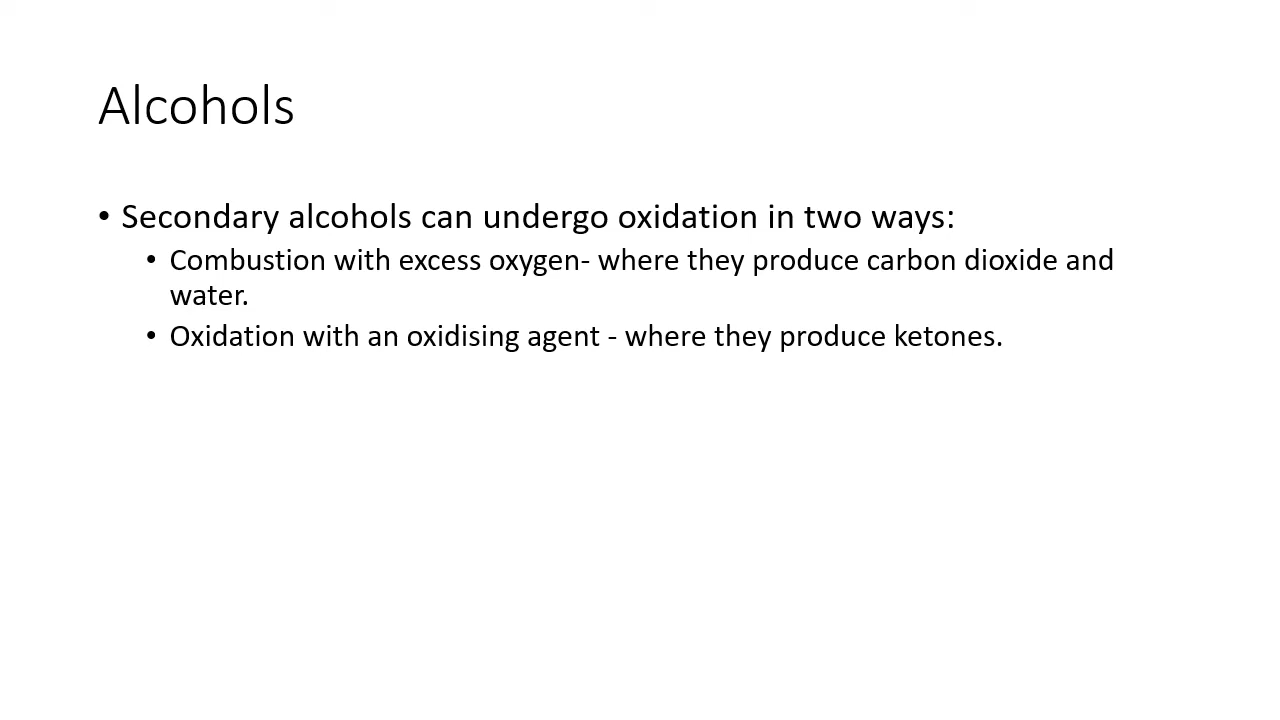 Alcohols
• Secondary alcohols can undergo oxidation in two ways:
• Combustion with excess oxygen- where they produce carbon dioxide and
water.
• Oxidation with an oxidising agent - where they produce ketones.